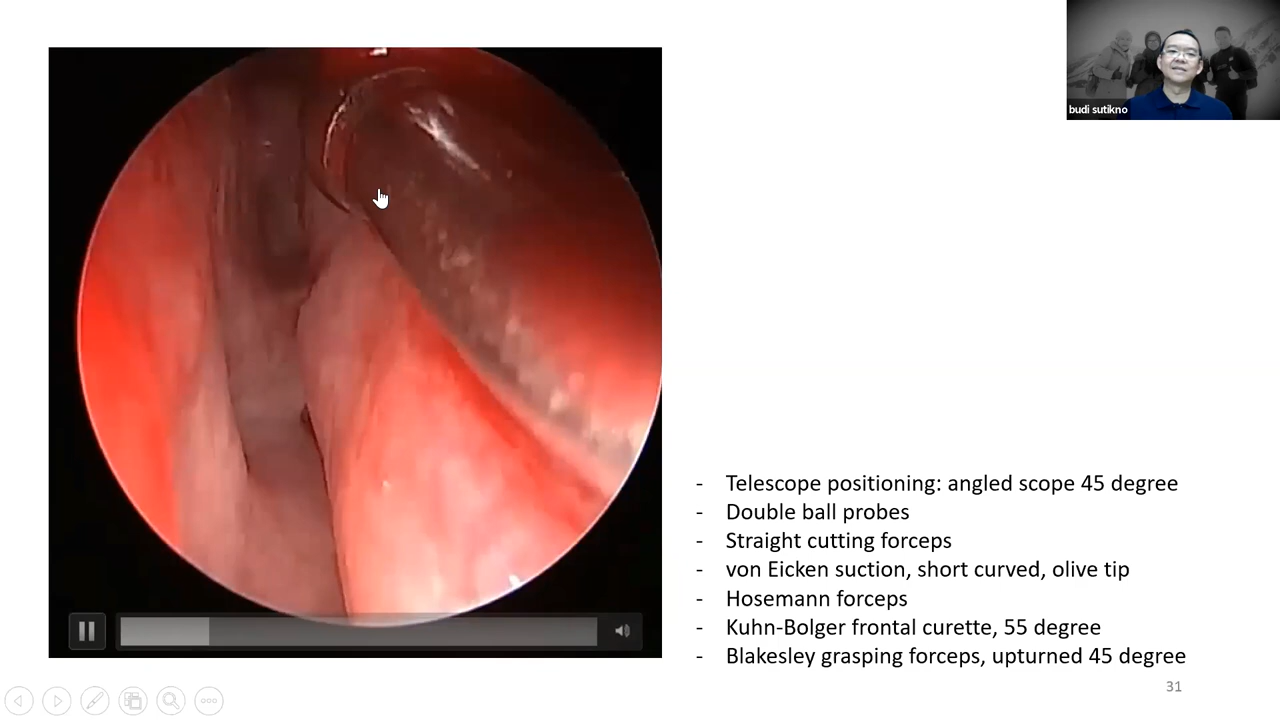 budi sutikno
- Telescope positioning: angled scope 45 degree
- Double ball probes
- Straight cutting forceps
- von Eicken suction, short curved, olive tip
- Hosemann forceps
- Kuhn-Bolger frontal curette, 55 degree
- Blakesley grasping forceps, upturned 45 degree
31